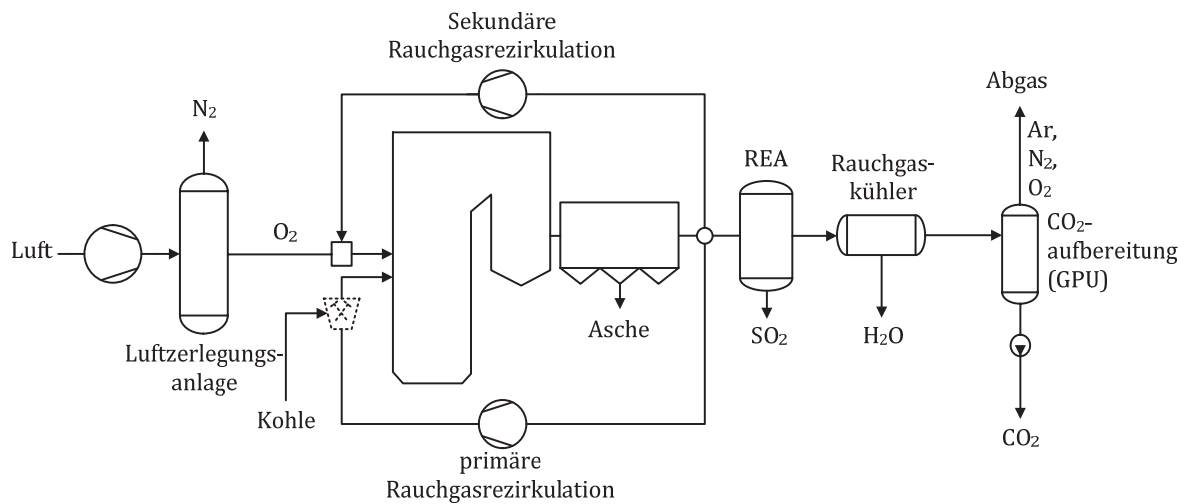 Sekundäre
Rauchgasrezirkulation
Abgas
N₂
Ar,
N₂,
O₂
REA
Rauchgas-
kühler
Luft
O₂
CO₂-
aufbereitung
(GPU)
Asche
SO₂
H₂O
Luftzerlegungs-
anlage
Kohle
CO₂
primäre
Rauchgasrezirkulation